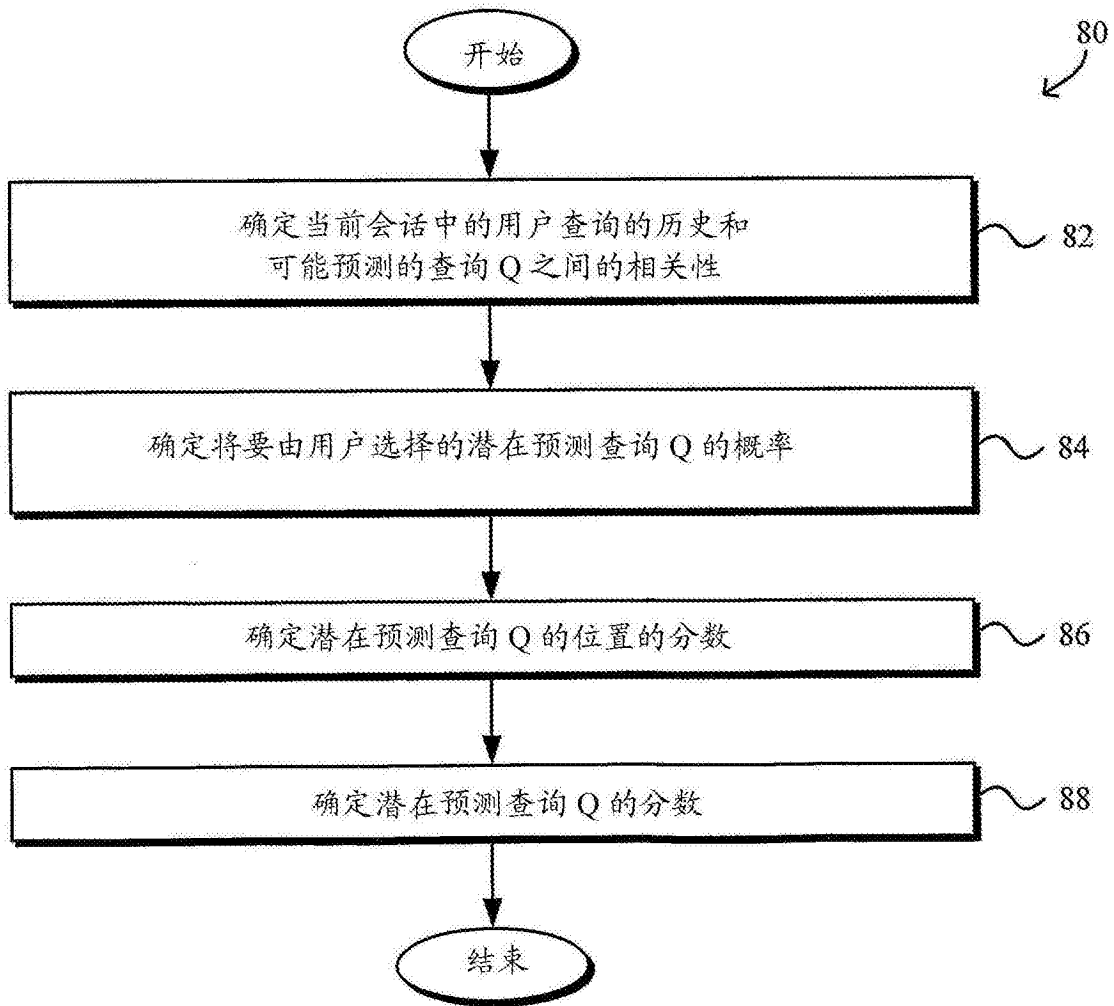 开始
80
确定当前会话中的用户查询的历史和
可能预测的查询 Q 之间的相关性
82
确定将要由用户选择的潜在预测查询 Q 的概率
84
确定潜在预测查询 Q 的位置的分数
86
确定潜在预测查询 Q 的分数
88
结束